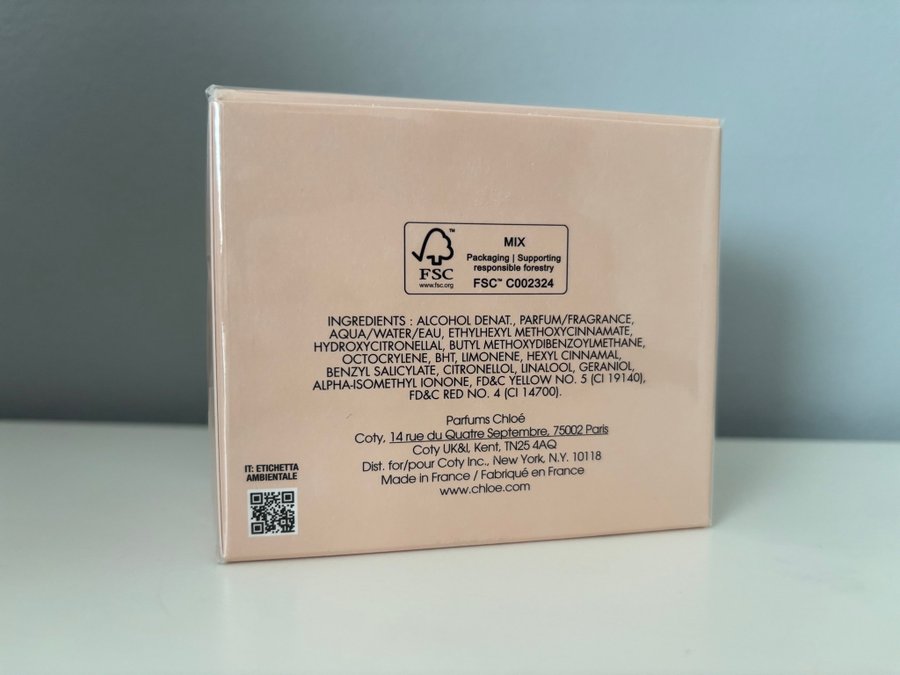 FSC™
www.fsc.org
MIX
Packaging | Supporting
responsible forestry
FSC™ C002324
INGREDIENTS : ALCOHOL DENAT., PARFUM/FRAGRANCE,
AQUA/WATER/EAU, ETHYLHEXYL METHOXYCINNAMATE,
HYDROXYCITRONELLAL, BUTYL METHOXYDIBENZOYLMETHANE,
OCTOCRYLENE, BHT, LIMONENE, HEXYL CINNAMAL,
BENZYL SALICYLATE, CITRONELLOL, LINALOOL, GERANIOL,
ALPHA-ISOMETHYL IONONE, FD&C YELLOW NO. 5 (CI 19140),
FD&C RED NO. 4 (CI 14700).
Parfums Chloé
Coty, 14 rue du Quatre Septembre, 75002 Paris
Coty UK&I, Kent, TN25 4AQ
Dist. for/pour Coty Inc., New York, N.Y. 10118
Made in France / Fabriqué en France
www.chloe.com
IT: ETICHETTA
AMBIENTALE